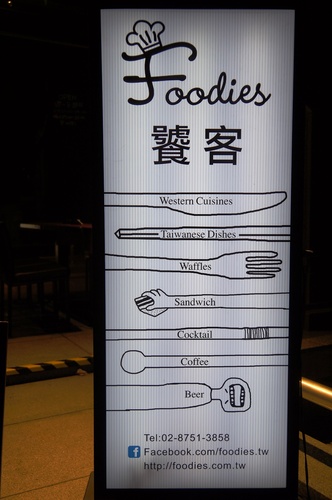 Foodies
饕客
Western Cuisines
Taiwanese Dishes
Waffles
Sandwich
Cocktail
Coffee
Beer
Tel:02-8751-3858
f Facebook.com/foodies.tw
http://foodies.com.tw